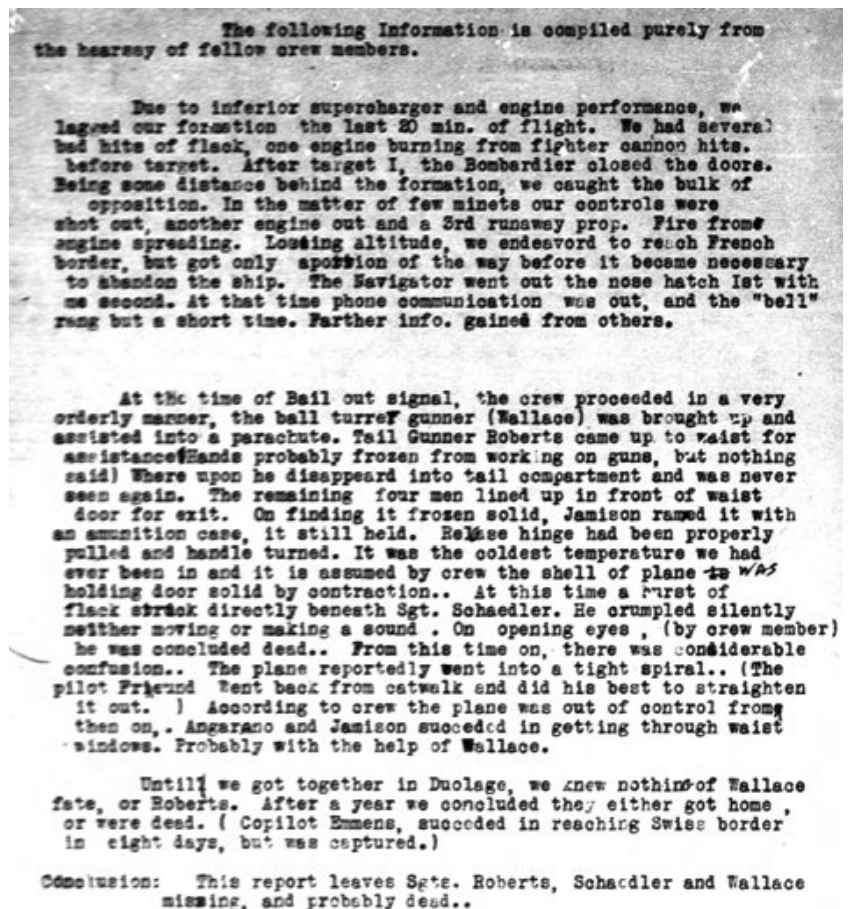 The following Information is compiled purely from
the hearsay of fellow crew members.
Due to inferior supercharger and engine performance, we
lagged our formation the last 20 min. of flight. We had several
bad hits of flack, one engine burning from fighter cannon hits.
before target. After target I, the Bombardier closed the doors.
Being some distance behind the formation, we caught the bulk of
opposition. In the matter of few minets our controls were
shot out, another engine out and a 3rd runaway prop. Fire from
engine spreading. Loosing altitude, we endeavord to reach French
border, but got only aportion of the way before it became necessary
to abandon the ship. The Navigator went out the nose hatch Ist with
me second. At that time phone communication was out, and the "bell"
rang but a short time. Farther info. gained from others.
At the time of Bail out signal, the crew proceeded in a very
orderly manner, the ball turret gunner (Wallace) was brought up and
assisted into a parachute. Tail Gunner Roberts came up to waist for
assistance(Hands probably frozen from working on guns, but nothing
said) Where upon he disappeard into tail compartment and was never
seen again. The remaining four men lined up in front of waist
door for exit. On finding it frozen solid, Jamison ramed it with
an amunition case, it still held. Relase hinge had been properly
pulled and handle turned. It was the coldest temperature we had
ever been in and it is assumed by crew the shell of plane is WAS
holding door solid by contraction.. At this time a burst of
flack struck directly beneath Sgt. Schaedler. He crumpled silently
neither moving or making a sound . On opening eyes , (by crew member)
he was concluded dead.. From this time on, there was considerable
confusion.. The plane reportedly went into a tight spiral.. (The
pilot Friend Went back from catwalk and did his best to straighten
it out. ) According to crew the plane was out of control from
then on,. Angarano and Jamison succeded in getting through waist
windows. Probably with the help of Wallace.
Untill we got together in Duolage, we knew nothing of Wallace
fate, or Roberts. After a year we concluded they either got home ,
or were dead. ( Copilot Emmens, succeded in reaching Swiss border
in eight days, but was captured.)
Conclusion: This report leaves Sgts. Roberts, Schaedler and Wallace
missing, and probably dead..